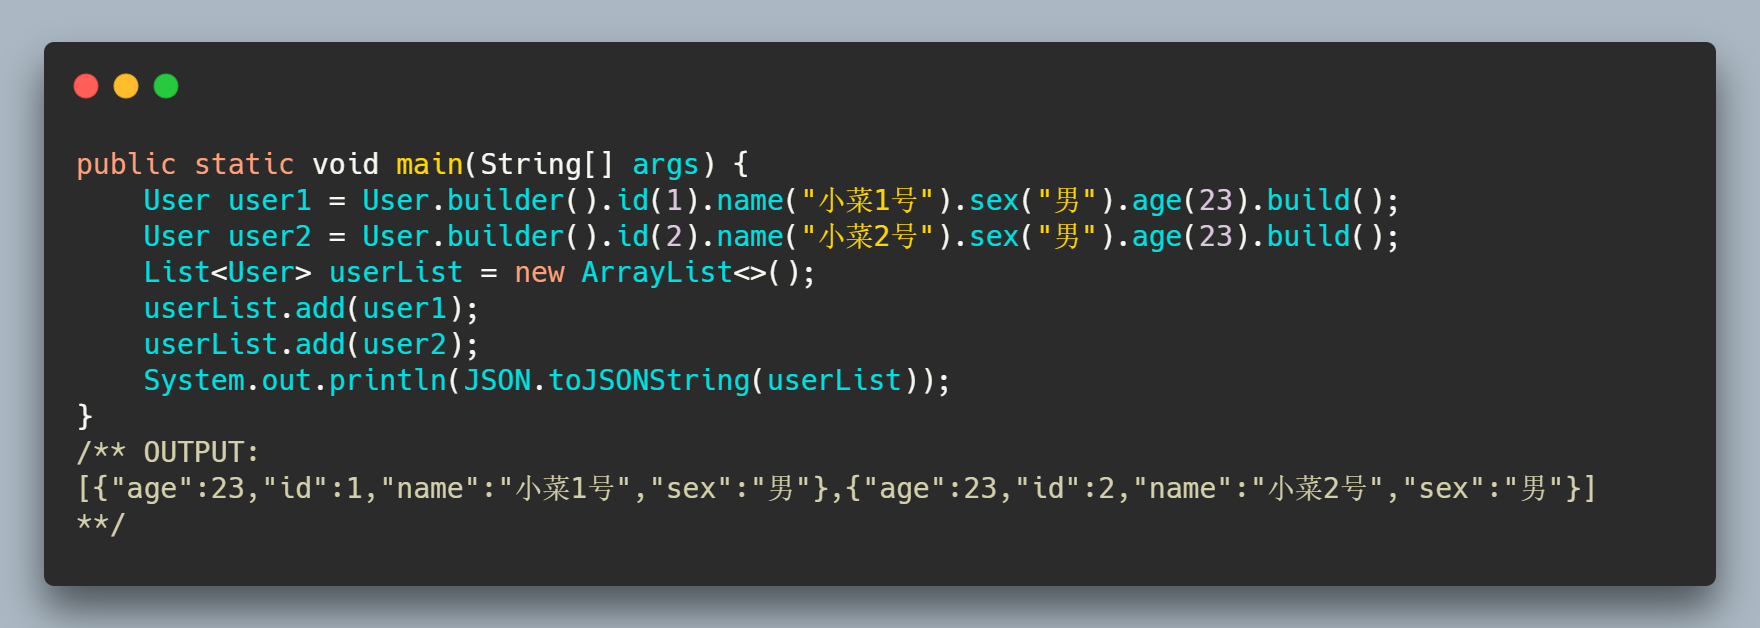 public static void main(String[] args) {
    User user1 = User.builder().id(1).name("小菜1号").sex("男").age(23).build();
    User user2 = User.builder().id(2).name("小菜2号").sex("男").age(23).build();
    List<User> userList = new ArrayList<>();
    userList.add(user1);
    userList.add(user2);
    System.out.println(JSON.toJSONString(userList));
}
/** OUTPUT:
[{"age":23,"id":1,"name":"小菜1号","sex":"男"},{"age":23,"id":2,"name":"小菜2号","sex":"男"}]
**/